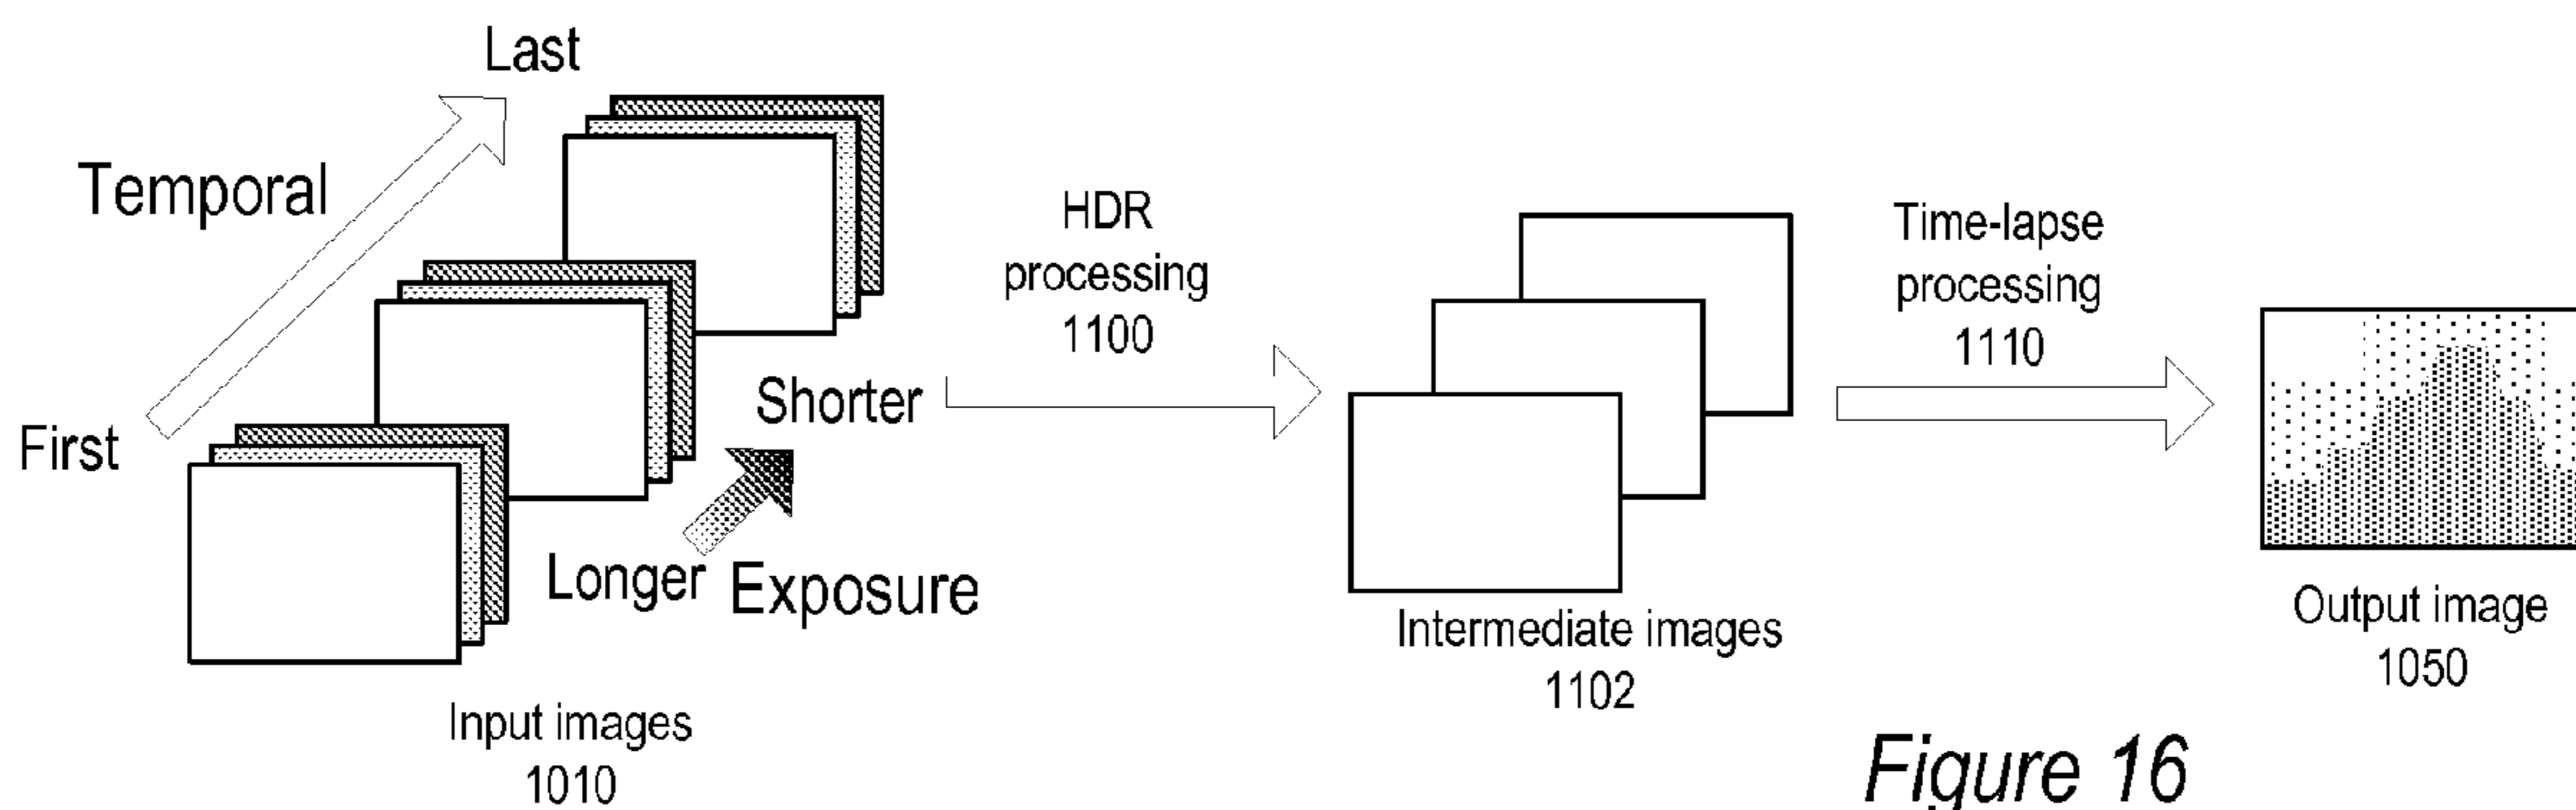 Last
Temporal
First
Shorter
Longer
Exposure
Input images
1010
HDR
processing
1100
Intermediate images
1102
Time-lapse
processing
1110
Output image
1050
Figure 16